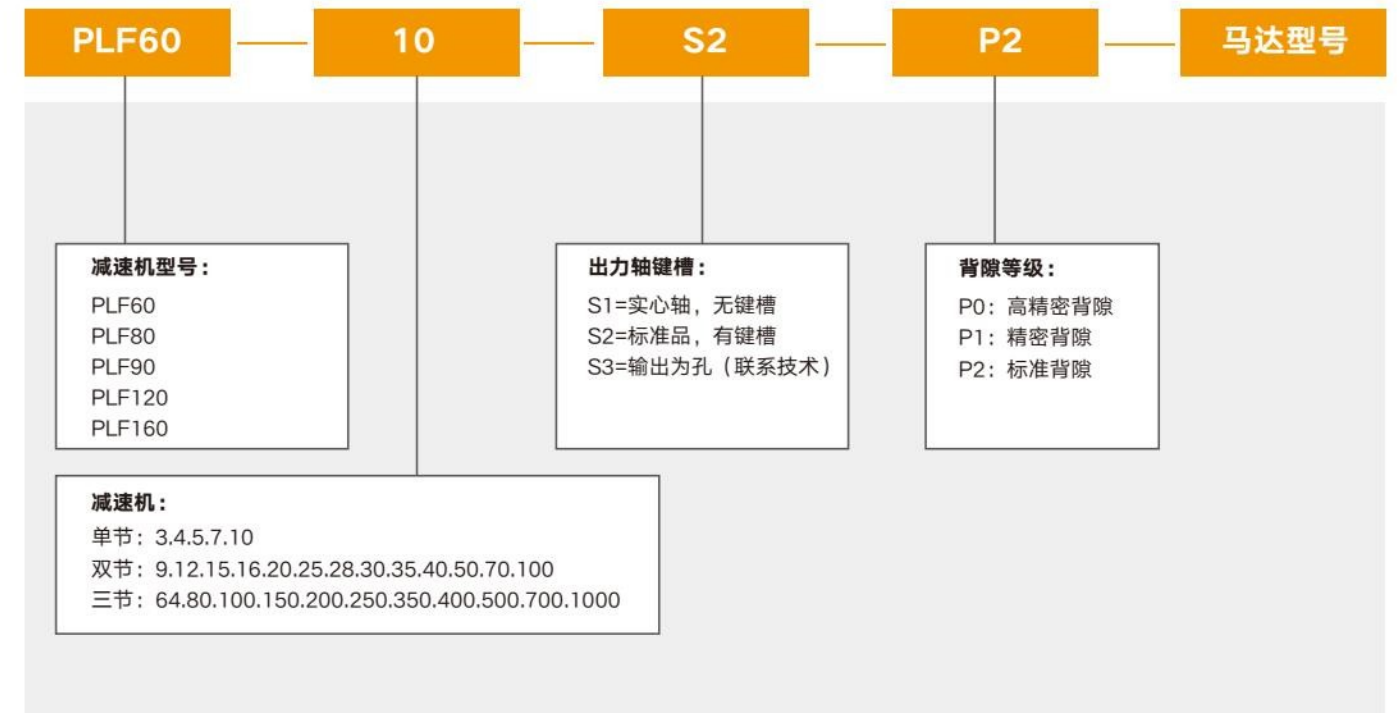 PLF60 10 S2 P2 马达型号
减速机型号:
PLF60
PLF80
PLF90
PLF120
PLF160
出力轴键槽:
S1=实心轴，无键槽
S2=标准品，有键槽
S3=输出为孔（联系技术）
背隙等级:
P0: 高精密背隙
P1: 精密背隙
P2: 标准背隙
减速机:
单节: 3.4.5.7.10
双节: 9.12.15.16.20.25.28.30.35.40.50.70.100
三节: 64.80.100.150.200.250.350.400.500.700.1000